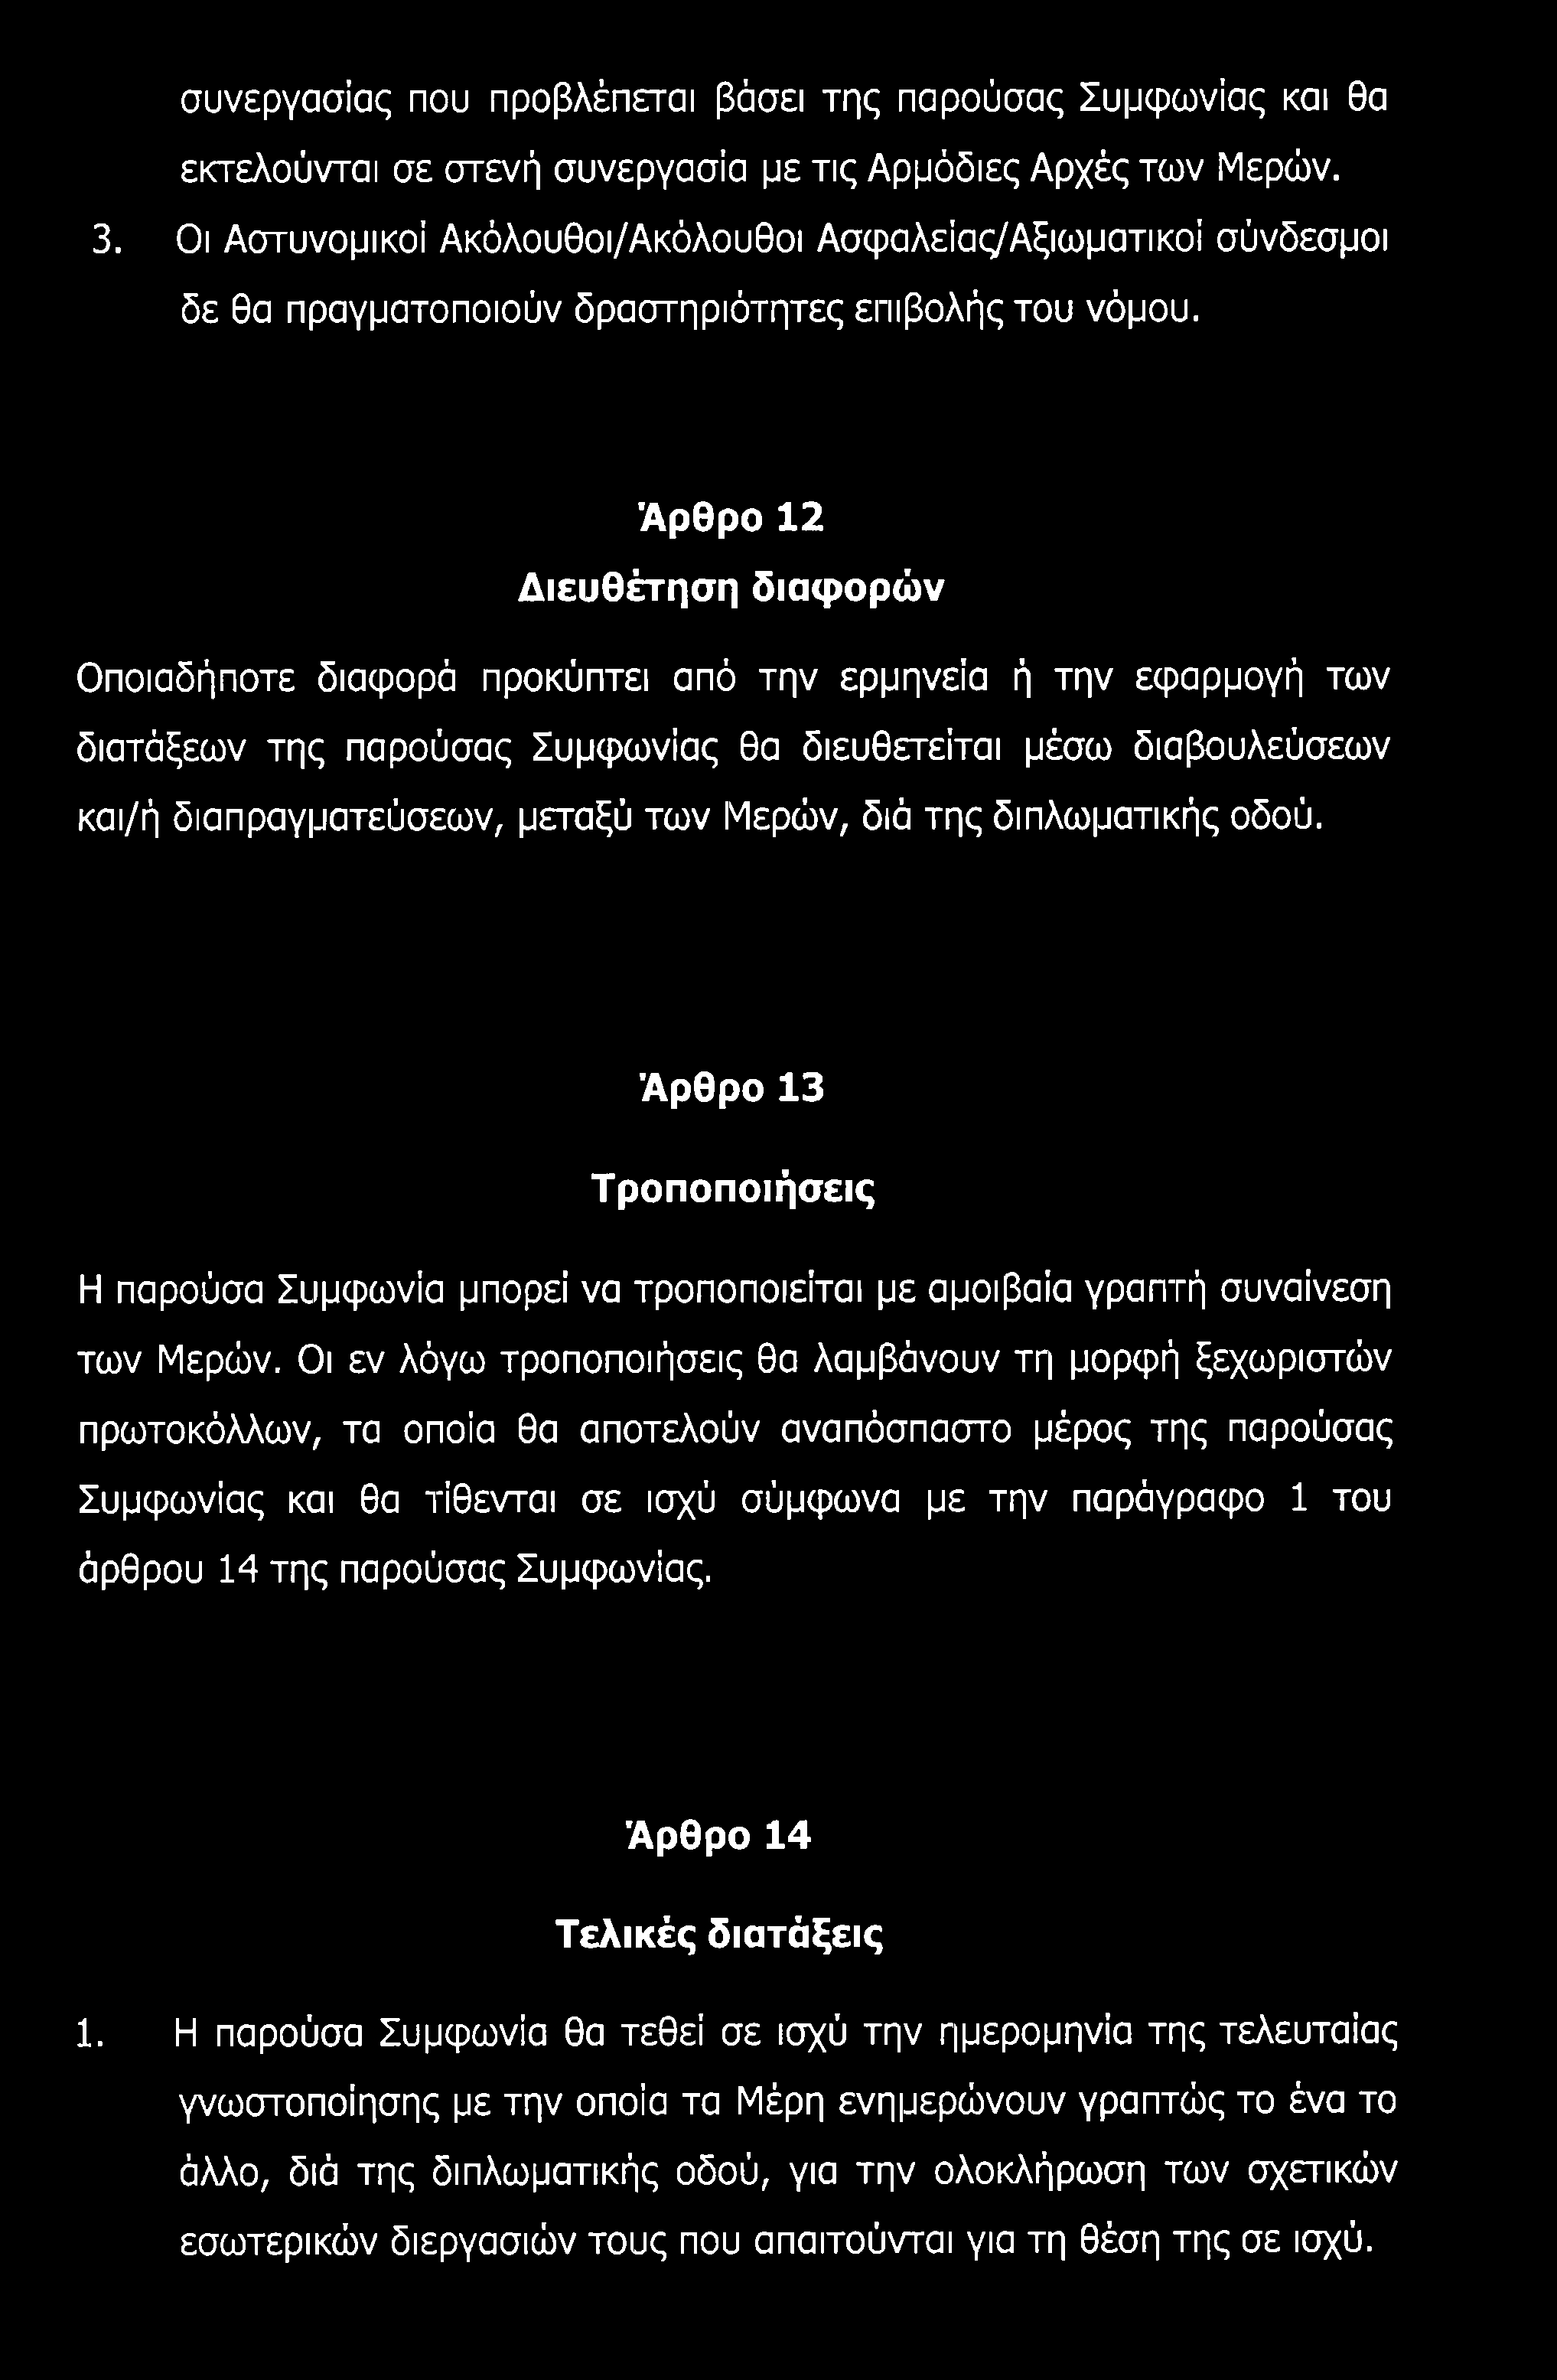 συνεργασίας που προβλέπεται βάσει της παρούσας Συμφωνίας και θα
εκτελούνται σε στενή συνεργασία με τις Αρμόδιες Αρχές των Μερών.
3. Οι Αστυνομικοί Ακόλουθοι/Ακόλουθοι Ασφαλείας/Αξιωματικοί σύνδεσμοι
δε θα πραγματοποιούν δραστηριότητες επιβολής του νόμου.
Άρθρο 12
Διευθέτηση διαφορών
Οποιαδήποτε διαφορά προκύπτει από την ερμηνεία ή την εφαρμογή των
διατάξεων της παρούσας Συμφωνίας θα διευθετείται μέσω διαβουλεύσεων
και/ή διαπραγματεύσεων, μεταξύ των Μερών, διά της διπλωματικής οδού.
Άρθρο 13
Τροποποιήσεις
Η παρούσα Συμφωνία μπορεί να τροποποιείται με αμοιβαία γραπτή συναίνεση
των Μερών. Οι εν λόγω τροποποιήσεις θα λαμβάνουν τη μορφή ξεχωριστών
πρωτοκόλλων, τα οποία θα αποτελούν αναπόσπαστο μέρος της παρούσας
Συμφωνίας και θα τίθενται σε ισχύ σύμφωνα με την παράγραφο 1 του
άρθρου 14 της παρούσας Συμφωνίας.
Άρθρο 14
Τελικές διατάξεις
1. Η παρούσα Συμφωνία θα τεθεί σε ισχύ την ημερομηνία της τελευταίας
γνωστοποίησης με την οποία τα Μέρη ενημερώνουν γραπτώς το ένα το
άλλο, διά της διπλωματικής οδού, για την ολοκλήρωση των σχετικών
εσωτερικών διεργασιών τους που απαιτούνται για τη θέση της σε ισχύ.